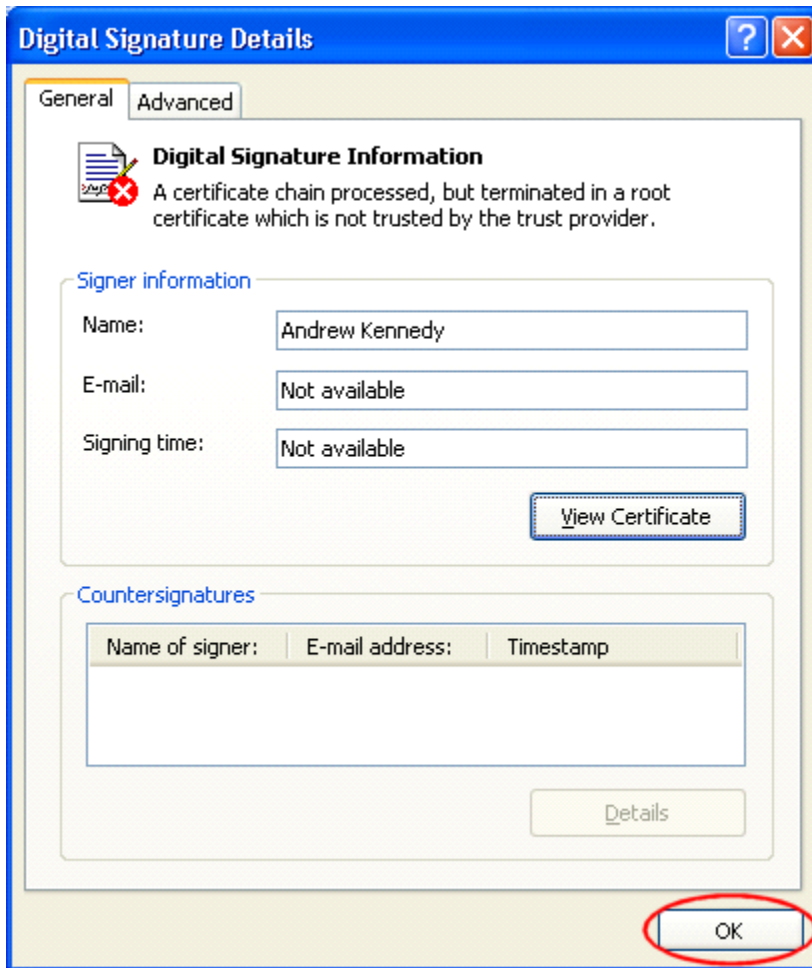 Digital Signature Details
General Advanced
Digital Signature Information
A certificate chain processed, but terminated in a root
certificate which is not trusted by the trust provider.
Signer information
Name: Andrew Kennedy
E-mail: Not available
Signing time: Not available
View Certificate
Countersignatures
Name of signer: E-mail address: Timestamp
Details
OK